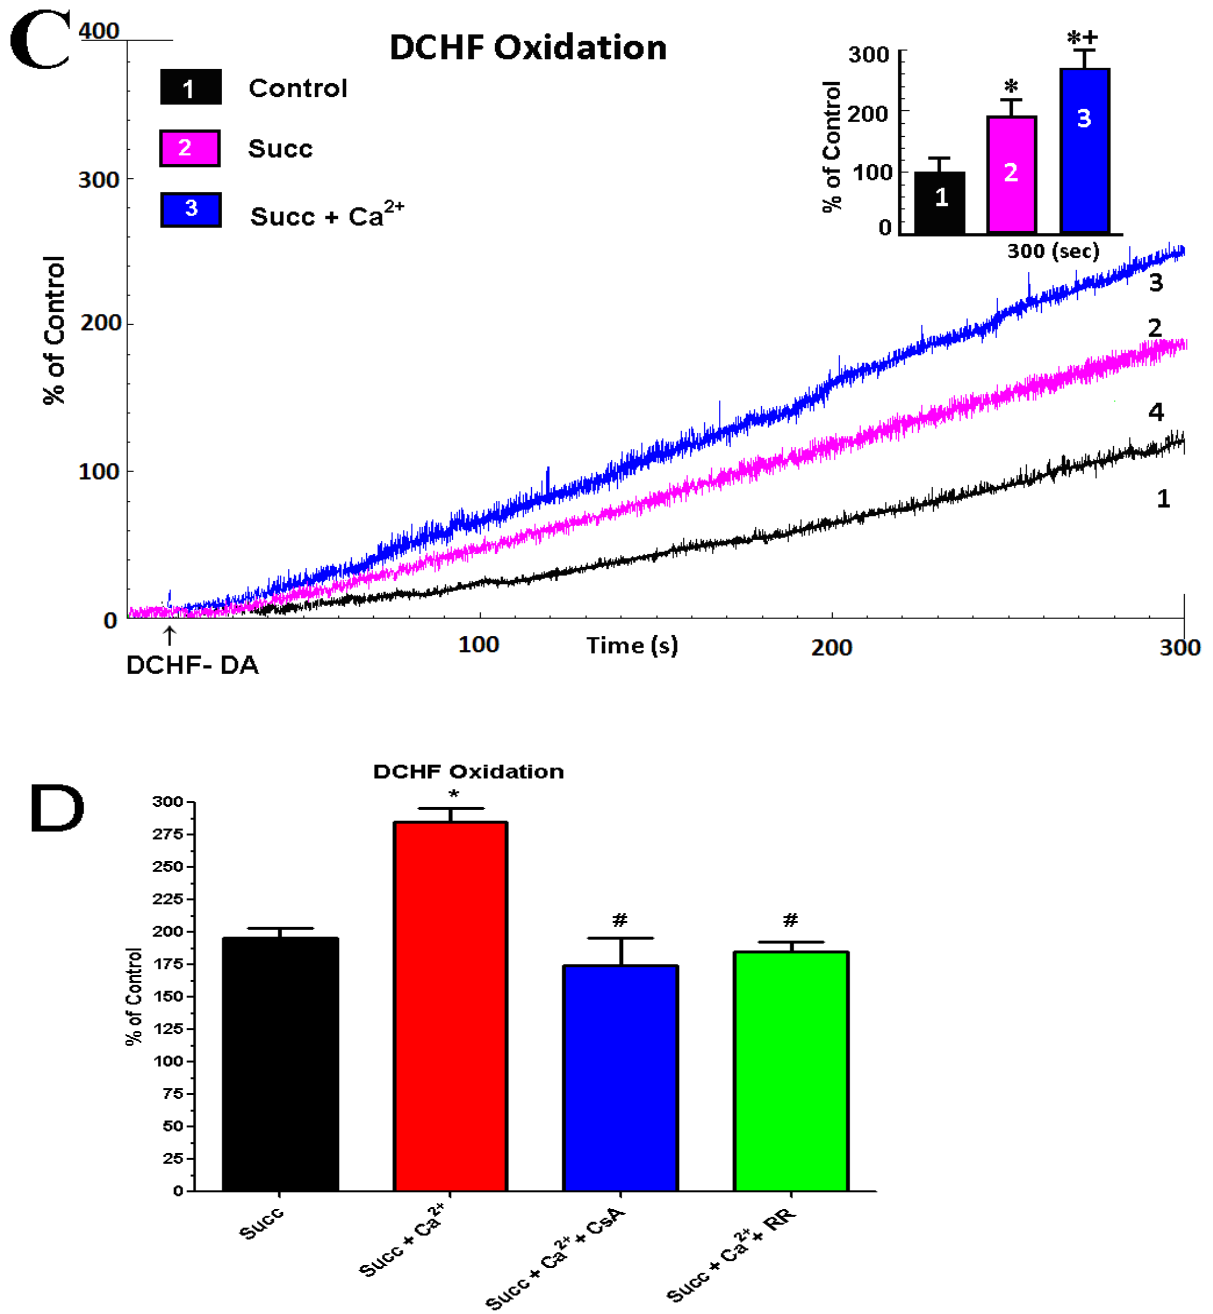 C
DCHF Oxidation
400
300
200
100
0
% of Control
1 Control
2 Succ
3 Succ + Ca²⁺
300
200
100
0
% of Control
*
*+
1
2
3
300 (sec)
3
2
4
1
100
200
300
Time (s)
↑
DCHF- DA
D
DCHF Oxidation
300
275
250
225
200
175
150
125
100
75
50
25
0
% of Control
*
#
#
Succ
Succ + Ca²⁺
Succ + Ca²⁺ + CsA
Succ + Ca²⁺+ RR